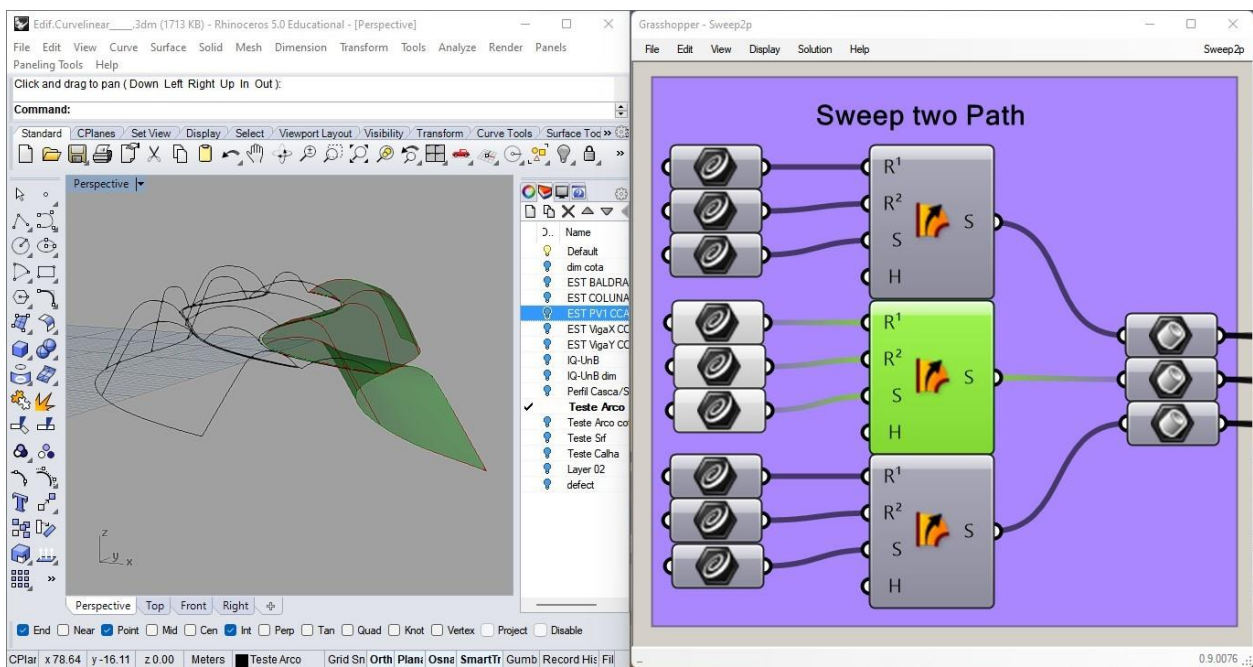 Edif.Curvelinear____.3dm (1713 KB) - Rhinoceros 5.0 Educational - [Perspective]
File Edit View Curve Surface Solid Mesh Dimension Transform Tools Analyze Render Panels
Paneling Tools Help
Click and drag to pan ( Down Left Right Up In Out ):
Command:
Standard CPlanes Set View Display Select Viewport Layout Visibility Transform Curve Tools Surface Toc »
»
Perspective
D.. Name
Default
dim cota
EST BALDRA
EST COLUNA
EST PV1 CCA
EST VigaX CC
EST VigaY CC
IQ-UnB
IQ-UnB dim
Perfil Casca/S
Teste Arco
Teste Arco co
Teste Srf
Teste Calha
Layer 02
defect
z
y x
»
Perspective Top Front Right
End Near Point Mid Cen Int Perp Tan Quad Knot Vertex Project Disable
CPlar x 78.64 y -16.11 z 0.00 Meters Teste Arco Grid Sn Orth Plana Osna SmartTr Gumb Record His Fil
Grasshopper - Sweep2p
File Edit View Display Solution Help Sweep2p
Sweep two Path
R¹
R²
S
S
H
R¹
R²
S
S
H
R¹
R²
S
S
H
0.9.0076